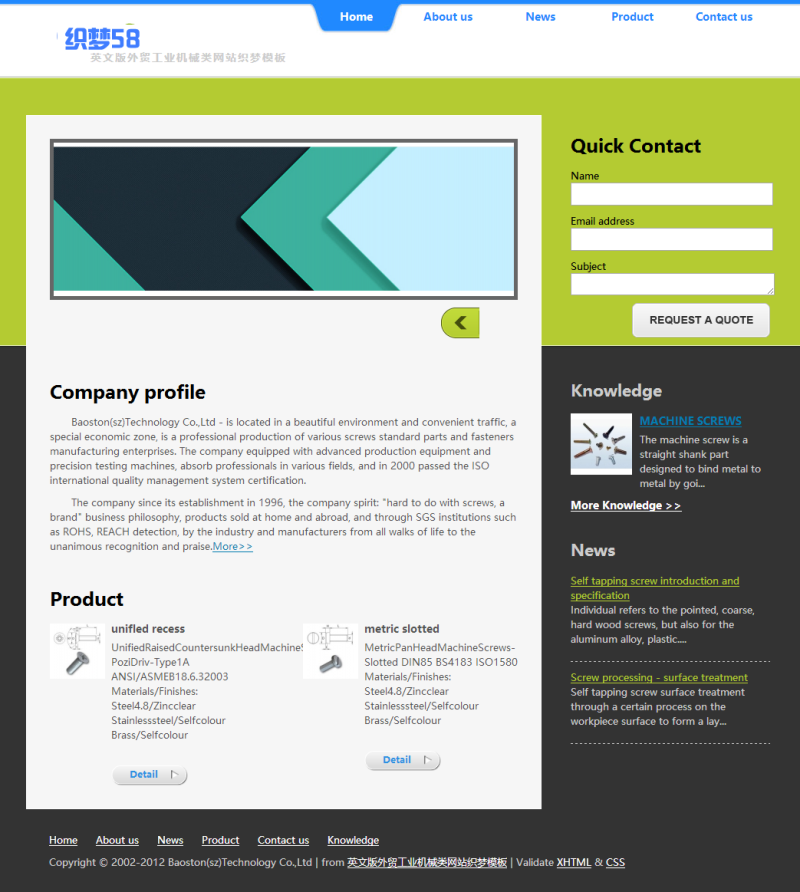 Home
About us
News
Product
Contact us
织梦58
英文版外贸工业机械类网站织梦模板
Quick Contact
Name
Email address
Subject
REQUEST A QUOTE
Company profile
Baoston(sz)Technology Co.,Ltd - is located in a beautiful environment and convenient traffic, a
special economic zone, is a professional production of various screws standard parts and fasteners
manufacturing enterprises. The company equipped with advanced production equipment and
precision testing machines, absorb professionals in various fields, and in 2000 passed the ISO
international quality management system certification.
The company since its establishment in 1996, the company spirit: "hard to do with screws, a
brand" business philosophy, products sold at home and abroad, and through SGS institutions such
as ROHS, REACH detection, by the industry and manufacturers from all walks of life to the
unanimous recognition and praise.More>>
Product
unifled recess
UnifiedRaisedCountersunkHeadMachineS
PoziDriv-Type1A
ANSI/ASMEB18.6.32003
Materials/Finishes:
Steel4.8/Zincclear
Stainlesssteel/Selfcolour
Brass/Selfcolour
Detail
metric slotted
MetricPanHeadMachineScrews-
Slotted DIN85 BS4183 ISO1580
Materials/Finishes:
Steel4.8/Zincclear
Stainlesssteel/Selfcolour
Brass/Selfcolour
Detail
Knowledge
MACHINE SCREWS
The machine screw is a
straight shank part
designed to bind metal to
metal by goi...
More Knowledge >>
News
Self tapping screw introduction and
specification
Individual refers to the pointed, coarse,
hard wood screws, but also for the
aluminum alloy, plastic....
Screw processing - surface treatment
Self tapping screw surface treatment
through a certain process on the
workpiece surface to form a lay...
Home About us News Product Contact us Knowledge
Copyright © 2002-2012 Baoston(sz)Technology Co.,Ltd | from 英文版外贸工业机械类网站织梦模板 | Validate XHTML & CSS